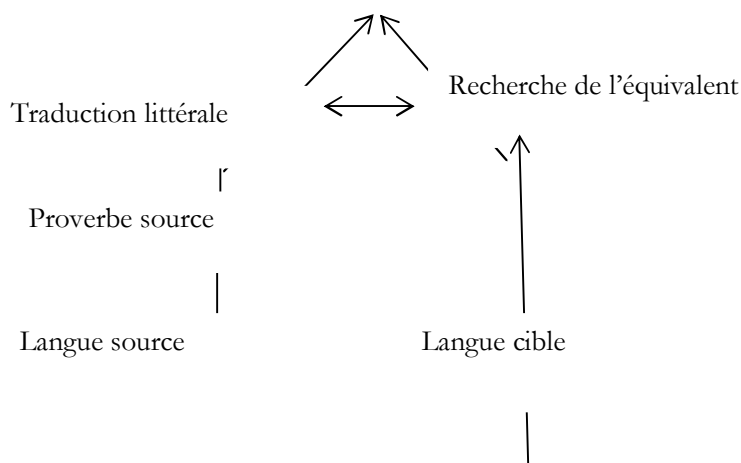 Recherche de l’équivalent
Traduction littérale
Proverbe source
Langue source
Langue cible